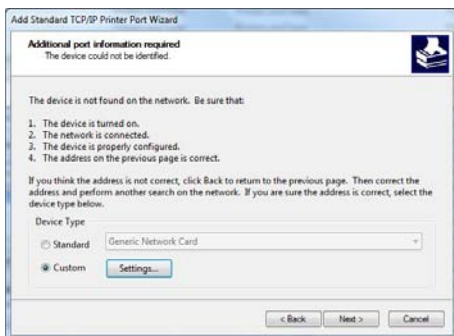 Add Standard TCP/IP Printer Port Wizard
Additional port information required
The device could not be identified.
The device is not found on the network. Be sure that:
1. The device is turned on.
2. The network is connected.
3. The device is properly configured.
4. The address on the previous page is correct.
If you think the address is not correct, click Back to return to the previous page. Then correct the
address and perform another search on the network. If you are sure the address is correct, select the
device type below.
Device Type
Standard
Generic Network Card
Custom
Settings...
< Back
Next >
Cancel